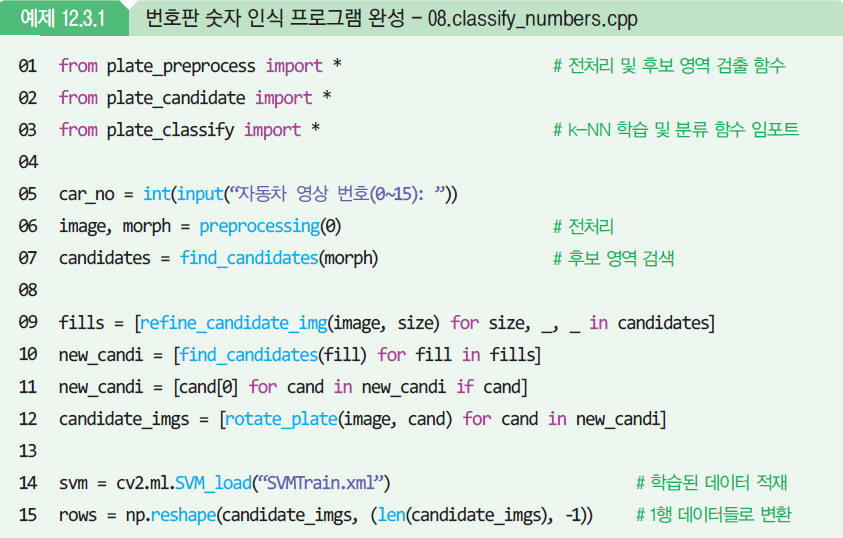 예제 12.3.1 번호판 숫자 인식 프로그램 완성 - 08.classify_numbers.cpp
01 from plate_preprocess import * # 전처리 및 후보 영역 검출 함수
02 from plate_candidate import *
03 from plate_classify import * # k-NN 학습 및 분류 함수 임포트
04
05 car_no = int(input(“자동차 영상 번호(0~15): ”))
06 image, morph = preprocessing(0) # 전처리
07 candidates = find_candidates(morph) # 후보 영역 검색
08
09 fills = [refine_candidate_img(image, size) for size, _, _ in candidates]
10 new_candi = [find_candidates(fill) for fill in fills]
11 new_candi = [cand[0] for cand in new_candi if cand]
12 candidate_imgs = [rotate_plate(image, cand) for cand in new_candi]
13
14 svm = cv2.ml.SVM_load(“SVMTrain.xml”) # 학습된 데이터 적재
15 rows = np.reshape(candidate_imgs, (len(candidate_imgs), -1)) # 1행 데이터들로 변환